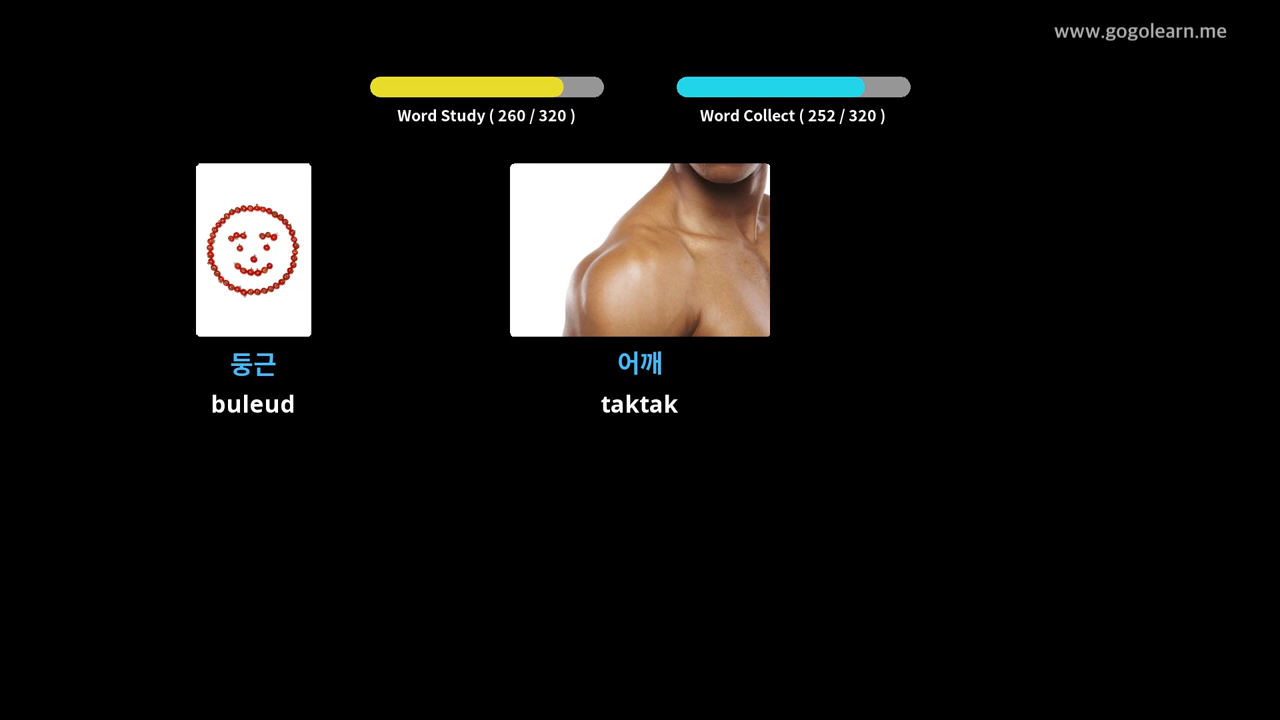 www.gogolearn.me
Word Study ( 260 / 320 )
Word Collect ( 252 / 320 )
둥근
어깨
buleud
taktak